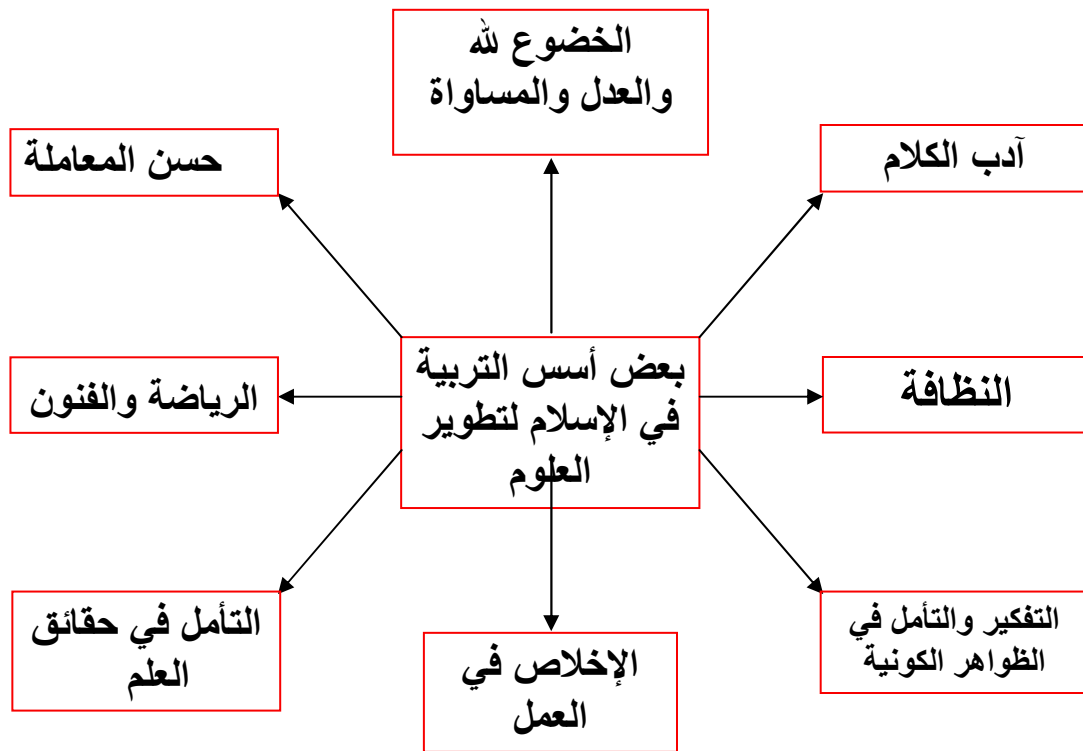 الخضوع لله
والعدل والمساواة
آدب الكلام
حسن المعاملة
بعض أسس التربية
في الإسلام لتطوير
العلوم
النظافة
الرياضة والفنون
التفكير والتأمل في
الظواهر الكونية
الإخلاص في
العمل
التأمل في حقائق
العلم